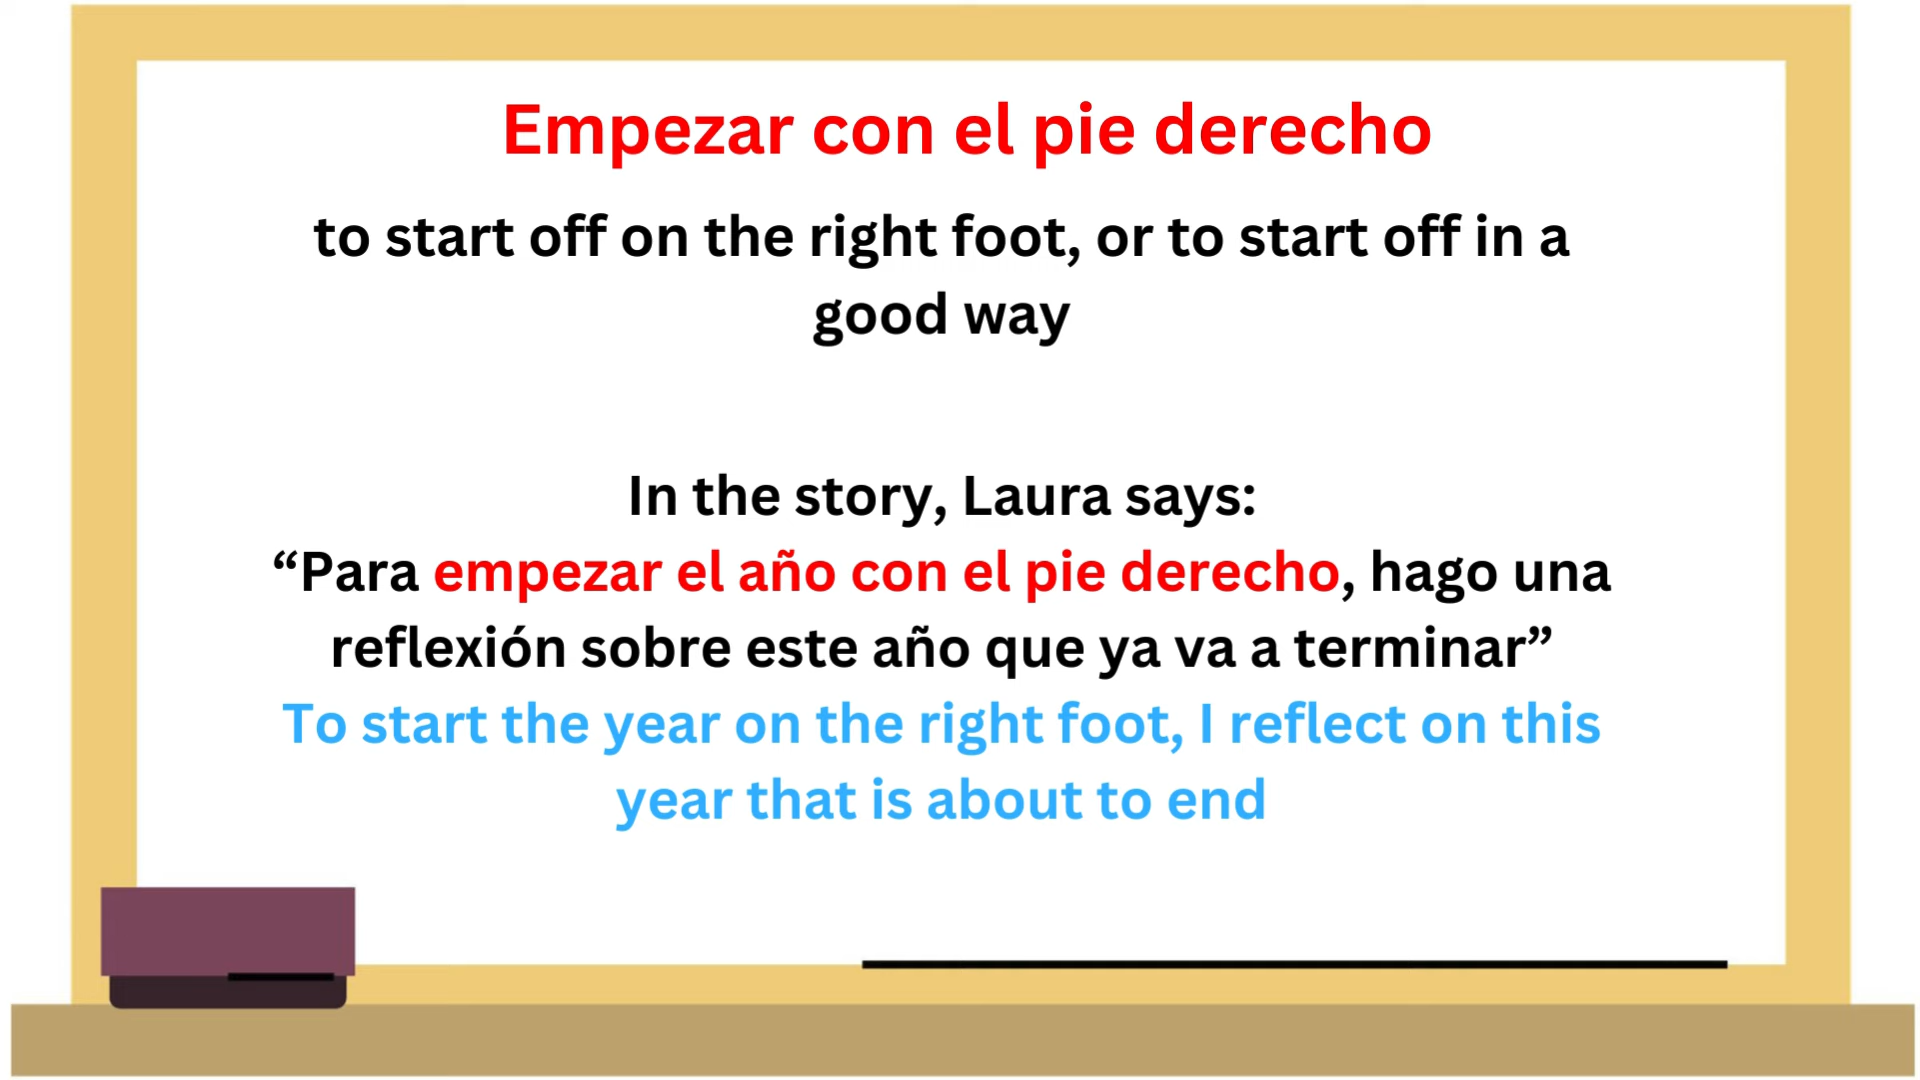 Empezar con el pie derecho
to start off on the right foot, or to start off in a
good way
In the story, Laura says:
“Para empezar el año con el pie derecho, hago una
reflexión sobre este año que ya va a terminar”
To start the year on the right foot, I reflect on this
year that is about to end